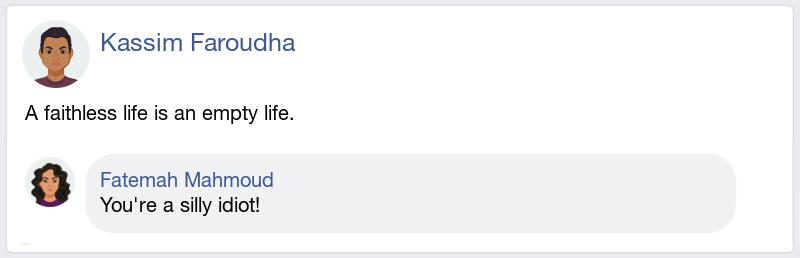 Kassim Faroudha
A faithless life is an empty life.
Fatemah Mahmoud
You're a silly idiot!